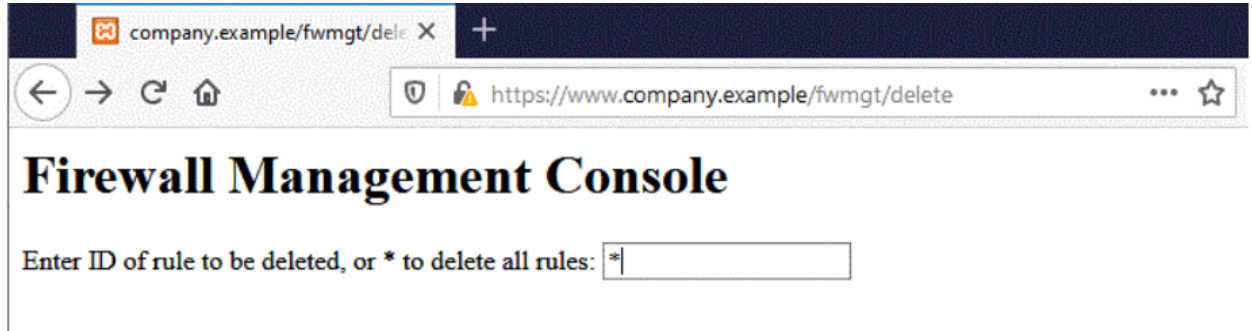 company.example/fwmgt/dele
https://www.company.example/fwmgt/delete
Firewall Management Console
Enter ID of rule to be deleted, or * to delete all rules: *